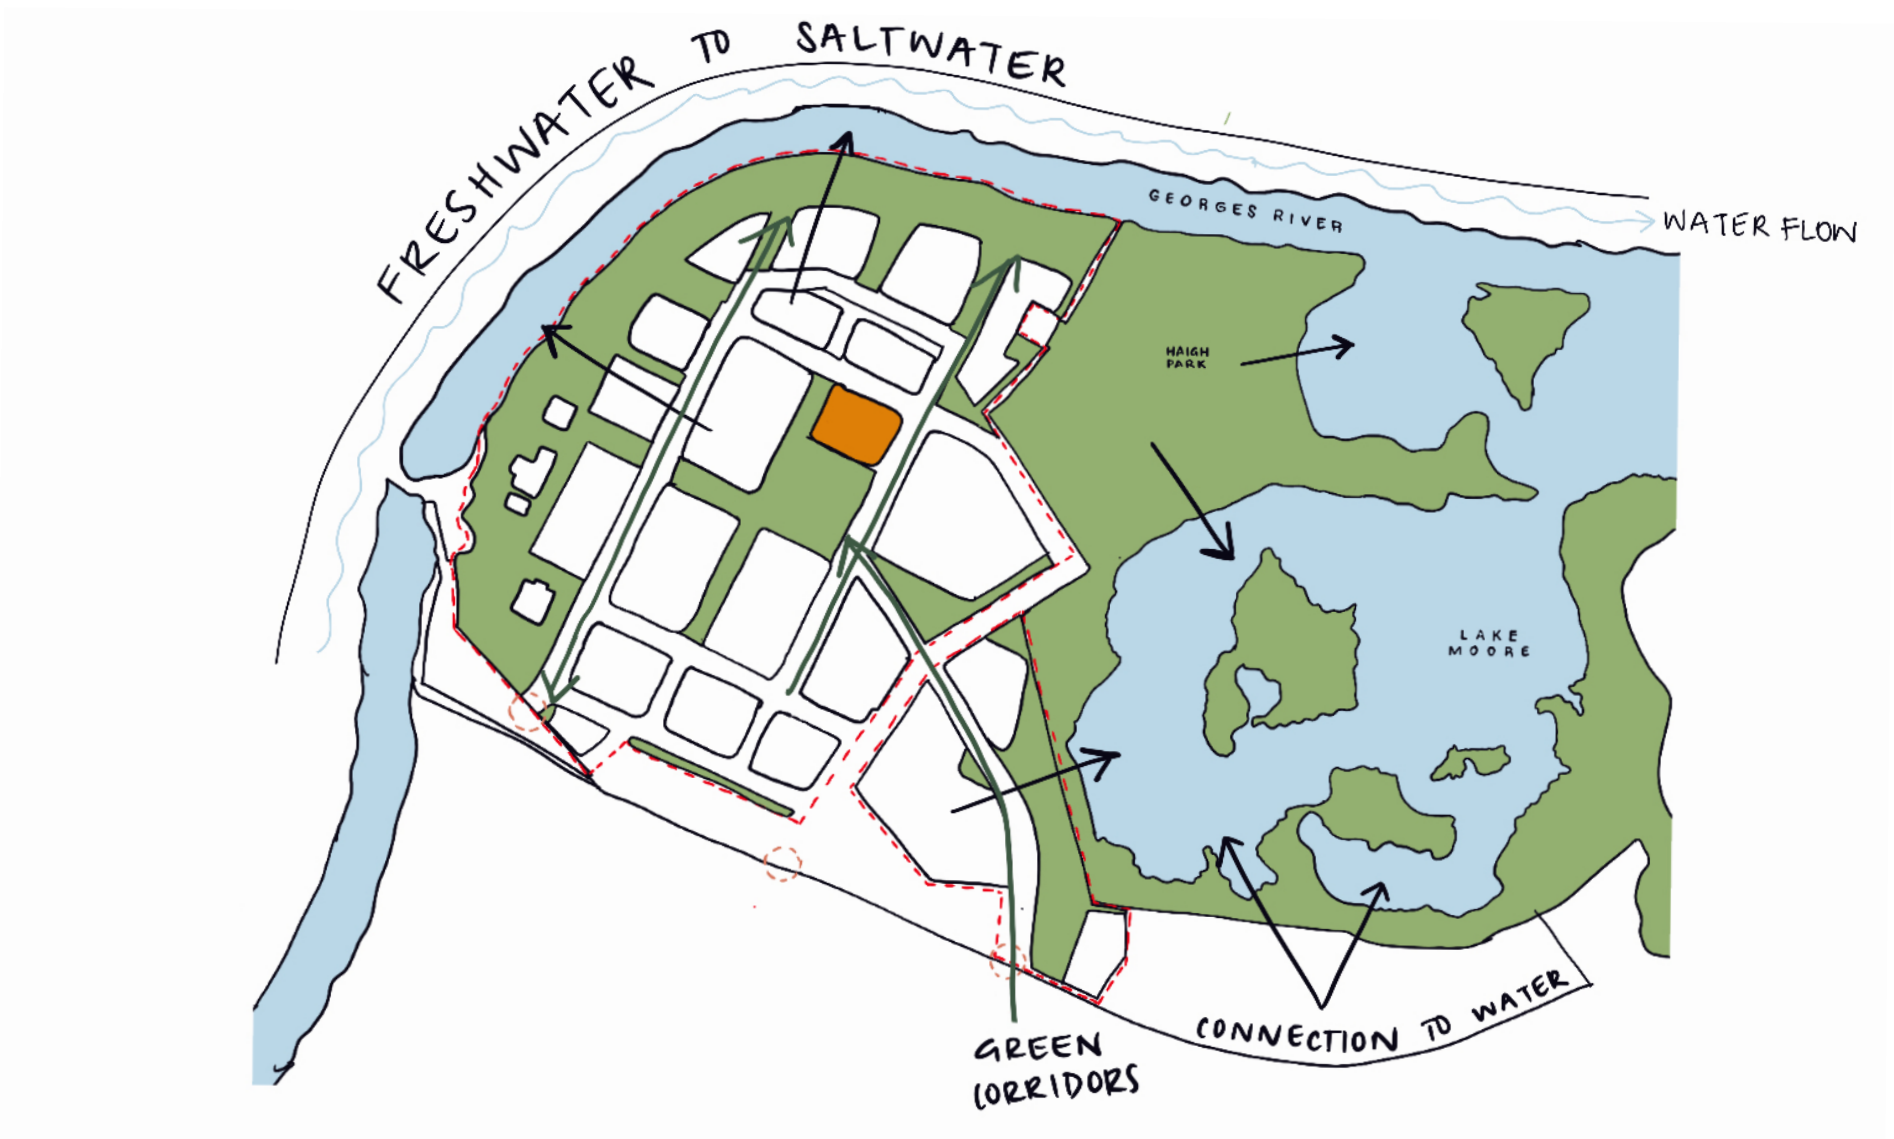 FRESHWATER TO SALTWATER
GEORGES RIVER
WATER FLOW
HAIGH
PARK
LAKE
MOORE
CONNECTION TO WATER
GREEN
CORRIDORS